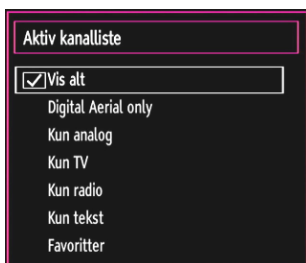 Aktiv kanalliste
Vis alt
Digital Aerial only
Kun analog
Kun TV
Kun radio
Kun tekst
Favoritter